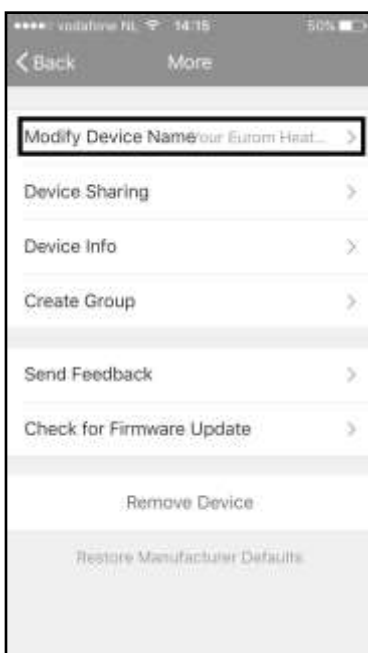 vodafone NL 14:15 50%
Back More
Modify Device Name Your Eurom Heat...
Device Sharing
Device Info
Create Group
Send Feedback
Check for Firmware Update
Remove Device
Restore Manufacturer Defaults